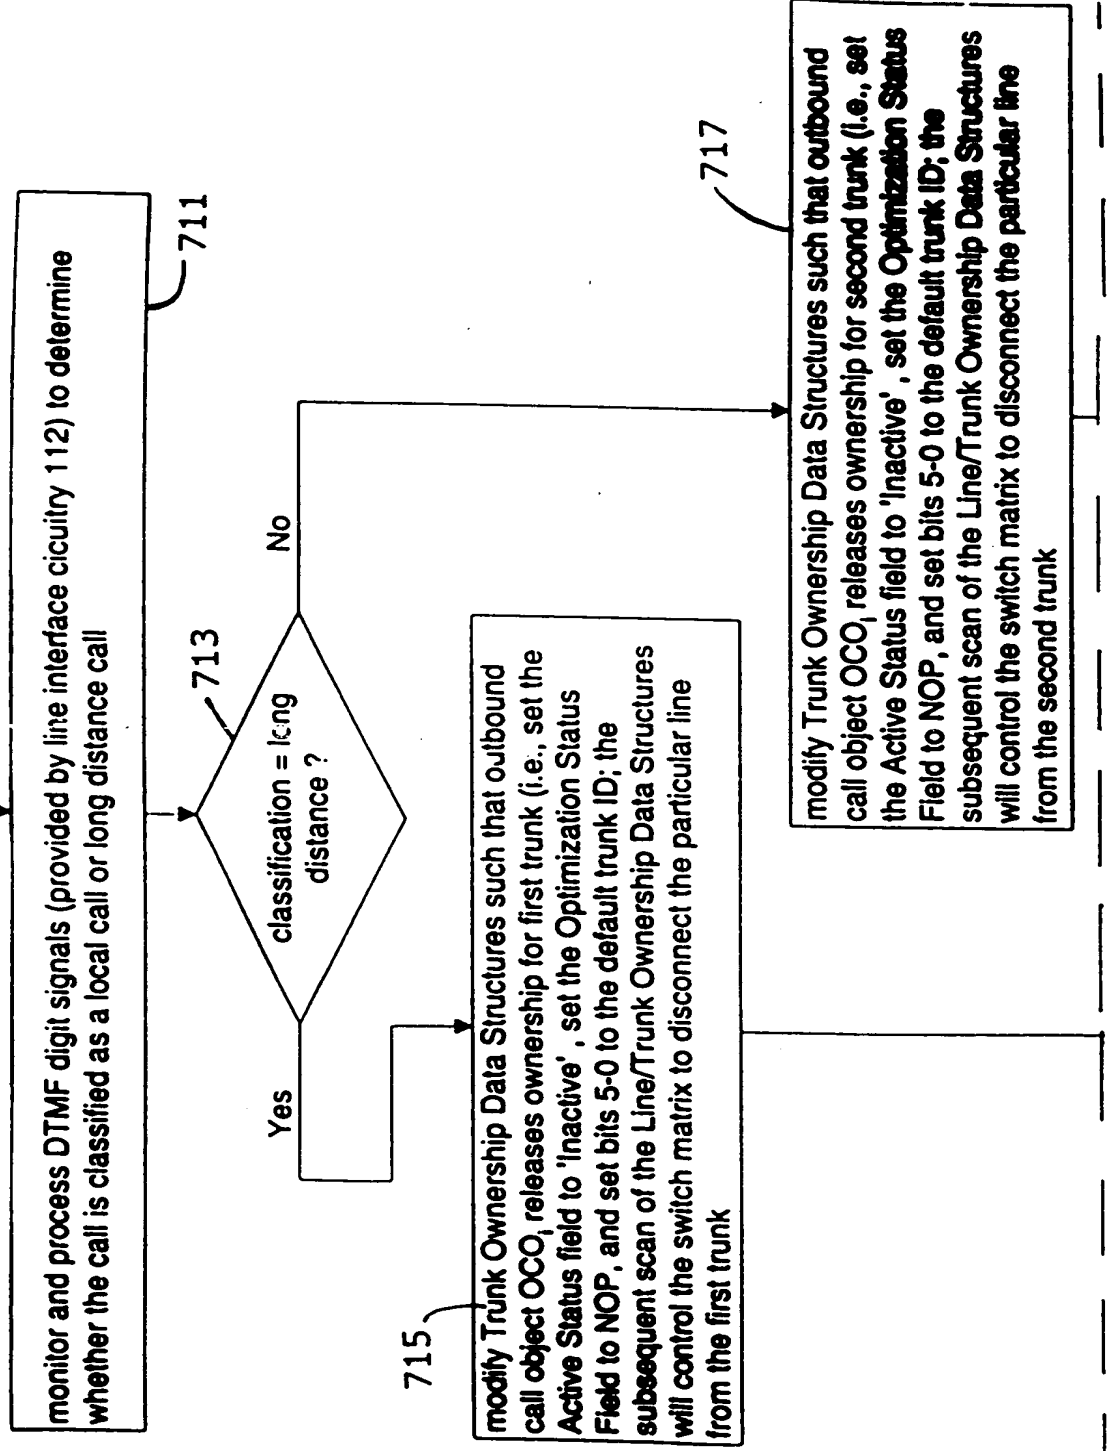 monitor and process DTMF digit signals (provided by line interface cicuitry 112) to determine
whether the call is classified as a local call or long distance call
711
713
classification = long
distance ?
Yes
No
715
modify Trunk Ownership Data Structures such that outbound
call object OCOi releases ownership for first trunk (i.e., set the
Active Status field to 'Inactive' , set the Optimization Status
Field to NOP, and set bits 5-0 to the default trunk ID; the
subsequent scan of the Line/Trunk Ownership Data Structures
will control the switch matrix to disconnect the particular line
from the first trunk
717
modify Trunk Ownership Data Structures such that outbound
call object OCOi releases ownership for second trunk (i.e., set
the Active Status field to 'Inactive' , set the Optimization Status
Field to NOP, and set bits 5-0 to the default trunk ID; the
subsequent scan of the Line/Trunk Ownership Data Structures
will control the switch matrix to disconnect the particular line
from the second trunk